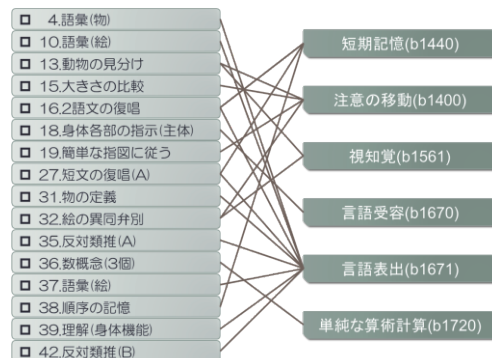 4.語彙(物)
10.語彙(絵)
13.動物の見分け
15.大きさの比較
16.2語文の復唱
18.身体各部の指示(主体)
19.簡単な指図に従う
27.短文の復唱(A)
31.物の定義
32.絵の異同弁別
35.反対類推(A)
36.数概念(3個)
37.語彙(絵)
38.順序の記憶
39.理解(身体機能)
42.反対類推(B)
短期記憶(b1440)
注意の移動(b1400)
視知覚(b1561)
言語受容(b1670)
言語表出(b1671)
単純な算術計算(b1720)